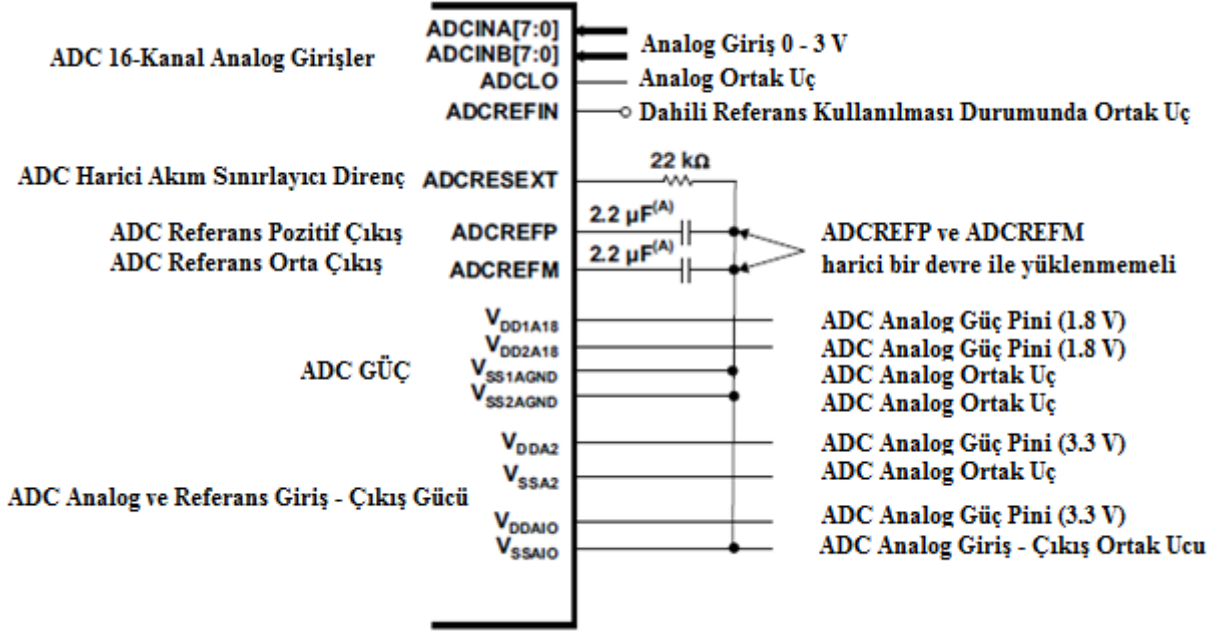 ADC 16-Kanal Analog Girişler
ADCINA[7:0]
ADCINB[7:0]
Analog Giriş 0 - 3 V
ADCLO
Analog Ortak Uç
ADCREFIN
Dahili Referans Kullanılması Durumunda Ortak Uç
ADC Harici Akım Sınırlayıcı Direnç
ADCRESEXT
22 kΩ
ADC Referans Pozitif Çıkış
ADCREFP
2.2 µF(A)
ADC Referans Orta Çıkış
ADCREFM
2.2 µF(A)
ADCREFP ve ADCREFM
harici bir devre ile yüklenmemeli
ADC GÜÇ
VDD1A18
ADC Analog Güç Pini (1.8 V)
VDD2A18
ADC Analog Güç Pini (1.8 V)
VSS1AGND
ADC Analog Ortak Uç
VSS2AGND
ADC Analog Ortak Uç
ADC Analog ve Referans Giriş - Çıkış Gücü
VDDA2
ADC Analog Güç Pini (3.3 V)
VSSA2
ADC Analog Ortak Uç
VDDAIO
ADC Analog Güç Pini (3.3 V)
VSSAIO
ADC Analog Giriş - Çıkış Ortak Ucu